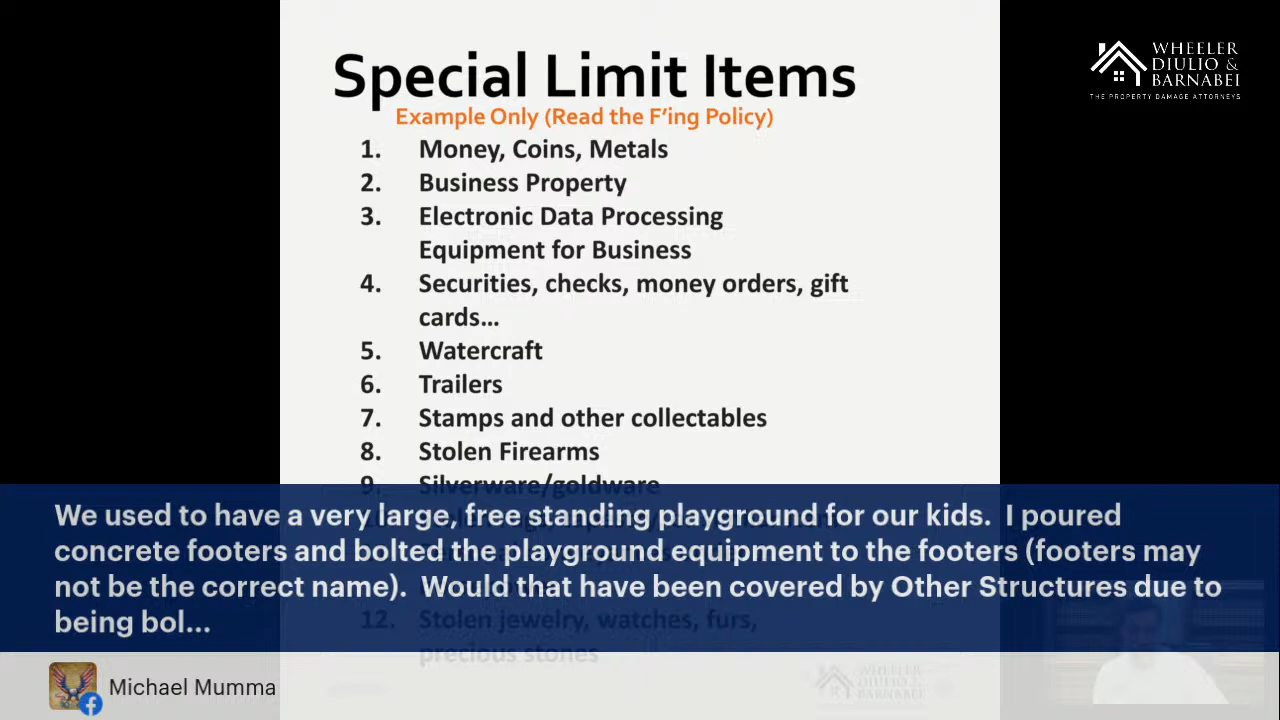 Special Limit Items
Example Only (Read the F'ing Policy)
1. Money, Coins, Metals
2. Business Property
3. Electronic Data Processing
Equipment for Business
4. Securities, checks, money orders, gift
cards...
5. Watercraft
6. Trailers
7. Stamps and other collectables
8. Stolen Firearms
9. Silverware/goldware
12. Stolen jewelry, watches, furs,
precious stones
WHEELER
DIULIO &
BARNABEI
THE PROPERTY DAMAGE ATTORNEYS
We used to have a very large, free standing playground for our kids. I poured
concrete footers and bolted the playground equipment to the footers (footers may
not be the correct name). Would that have been covered by Other Structures due to
being bol...
Michael Mumma
WHEELER
DIULIO &
BARNABEI